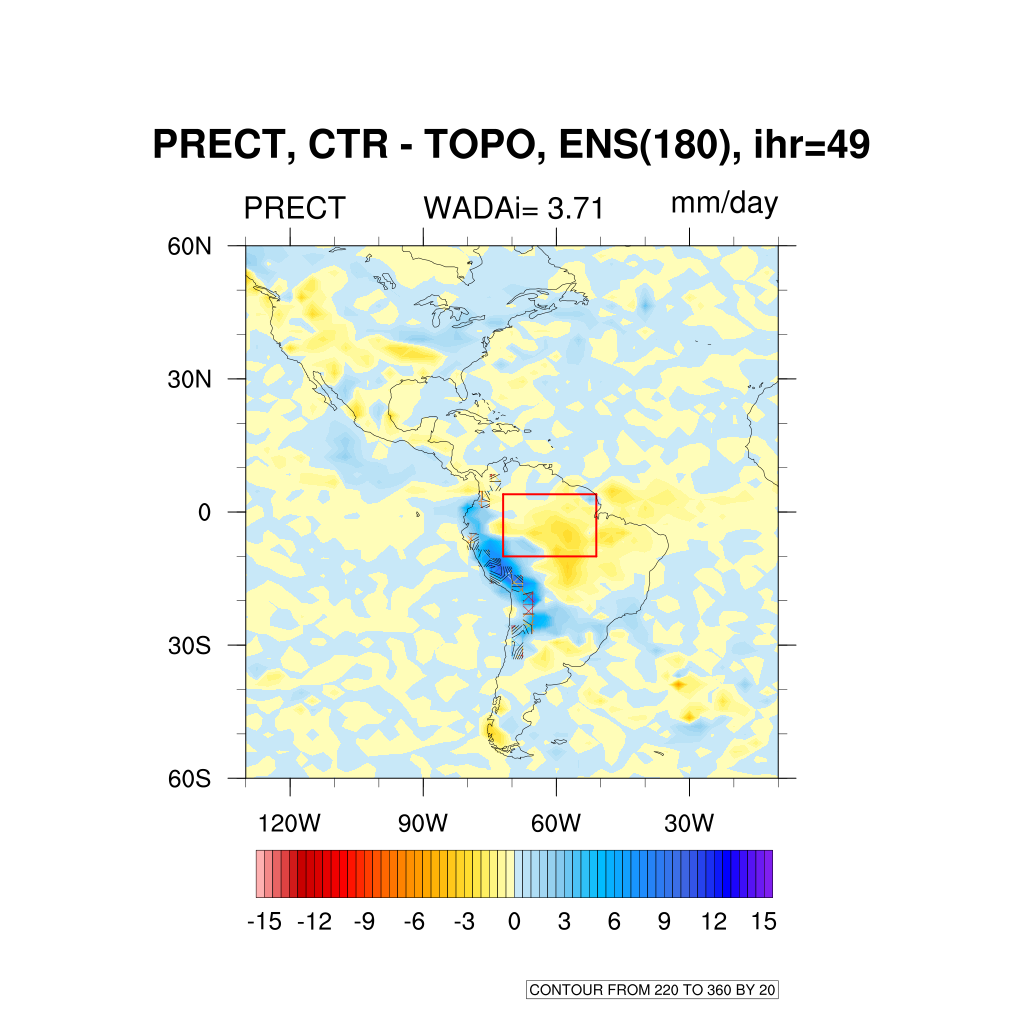 PRECT, CTR - TOPO, ENS(180), ihr=49
PRECT WADAi= 3.71 mm/day
60N
30N
0
30S
60S
120W 90W 60W 30W
-15 -12 -9 -6 -3 0 3 6 9 12 15
CONTOUR FROM 220 TO 360 BY 20